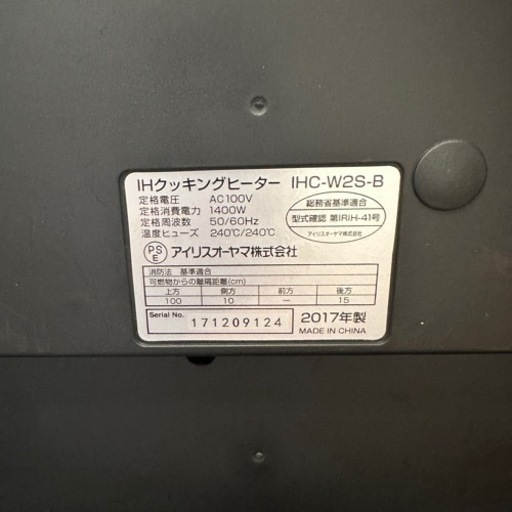 IHクッキングヒーター IHC-W2S-B
定格電圧 AC100V
定格消費電力 1400W
定格周波数 50/60Hz
温度ヒューズ 240℃/240℃
総務省基準適合
型式確認 第IRIH-41号
アイリスオーヤマ株式会社
PS
E
アイリスオーヤマ株式会社
消防法 基準適合
可燃物からの離隔距離(cm)
上方 側方 前方 後方
100 10 — 15
Serial No. 171209124
2017年製
MADE IN CHINA